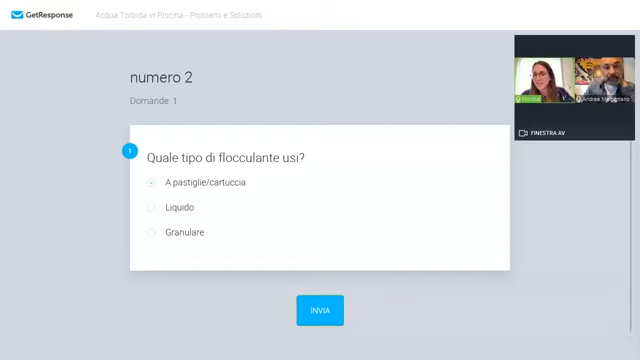 GetResponse
Acqua Torbida in Piscina - Problemi e Soluzioni
numero 2
Domande 1
1
Quale tipo di flocculante usi?
A pastiglie/cartuccia
Liquido
Granulare
INVIA
Andrea
FINESTRA AV